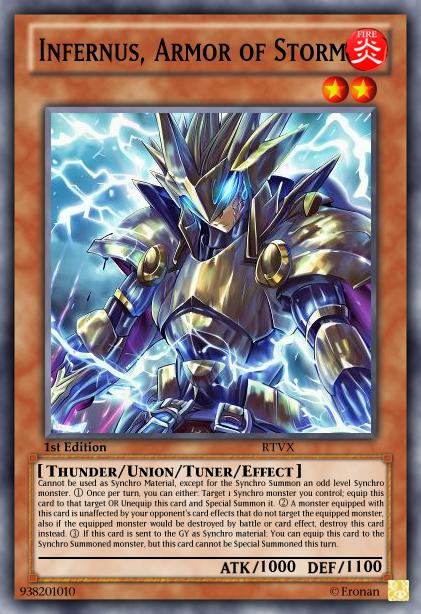 INFERNUS, ARMOR OF STORM
FIRE
炎
1st Edition RTVX
[ THUNDER/UNION/TUNER/EFFECT ]
Cannot be used as Synchro Material, except for the Synchro Summon an odd level Synchro
monster. ① Once per turn, you can either: Target 1 Synchro monster you control; equip this
card to that target OR Unequip this card and Special Summon it. ② A monster equipped with
this card is unaffected by your opponent's card effects that do not target the equipped monster,
also if the equipped monster would be destroyed by battle or card effect, destroy this card
instead. ③ If this card is sent to the GY as Synchro material: You can equip this card to the
Synchro Summoned monster, but this card cannot be Special Summoned this turn.
ATK/1000 DEF/1100
938201010 © Eronan